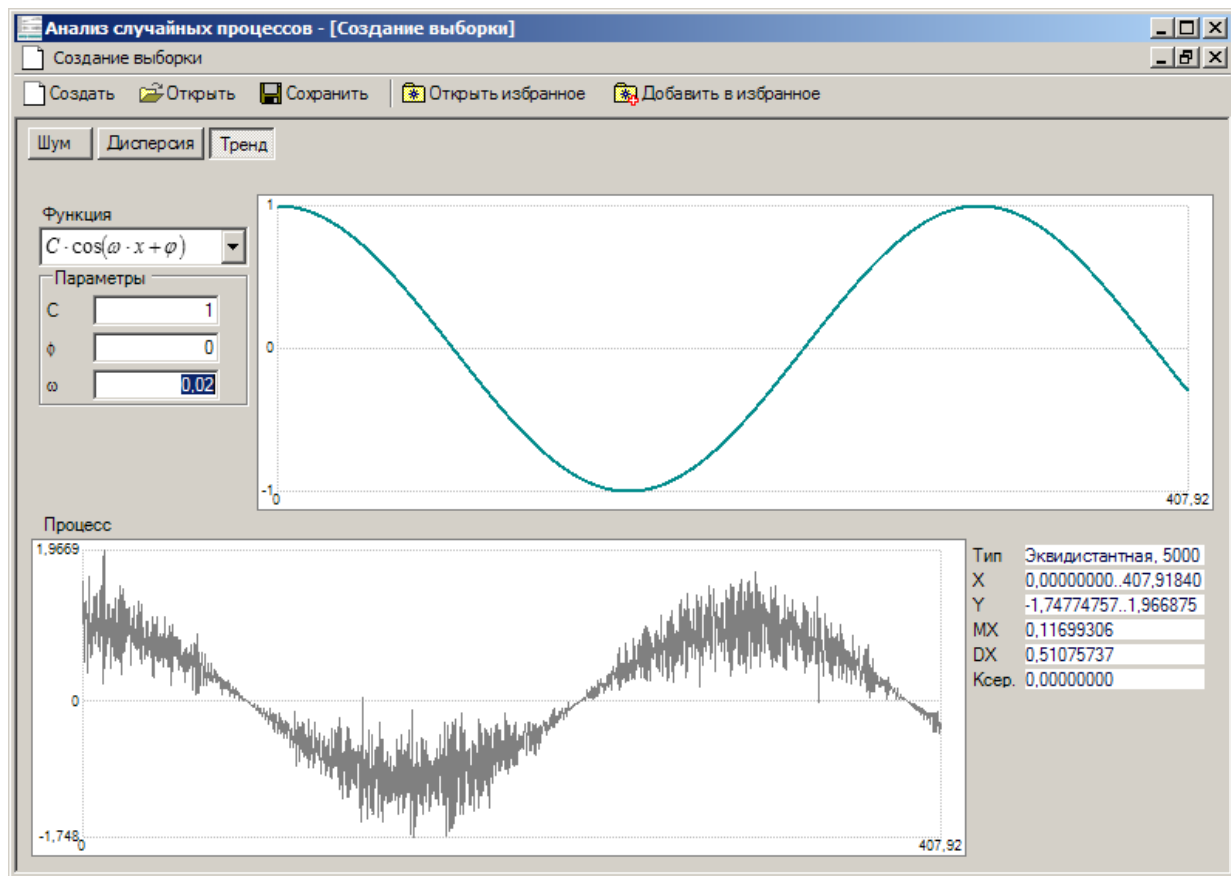 Анализ случайных процессов - [Создание выборки]
Создание выборки
Создать Открыть Сохранить Открыть избранное Добавить в избранное
Шум Дисперсия Тренд
Функция
C · cos(ω · x + φ)
Параметры
C 1
ϕ 0
ω 0,02
1
0
-1
0 407,92
Процесс
1,9669
0
-1,748
0 407,92
Тип Эквидистантная, 5000
X 0,00000000..407,91840
Y -1,74774757..1,966875
MX 0,11699306
DX 0,51075737
Ксер. 0,00000000